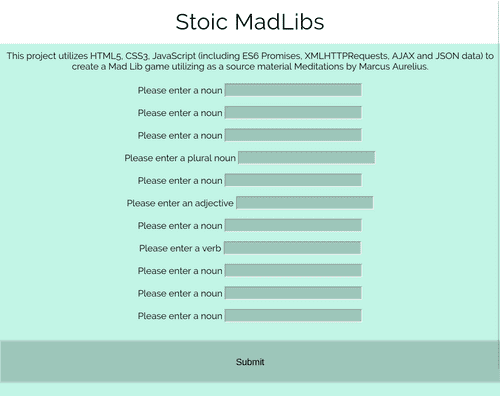 Stoic MadLibs
This project utilizes HTML5, CSS3, JavaScript (including ES6 Promises, XMLHTTPRequests, AJAX and JSON data) to
create a Mad Lib game utilizing as a source material Meditations by Marcus Aurelius.
Please enter a noun
Please enter a noun
Please enter a noun
Please enter a plural noun
Please enter a noun
Please enter an adjective
Please enter a noun
Please enter a verb
Please enter a noun
Please enter a noun
Please enter a noun
Submit